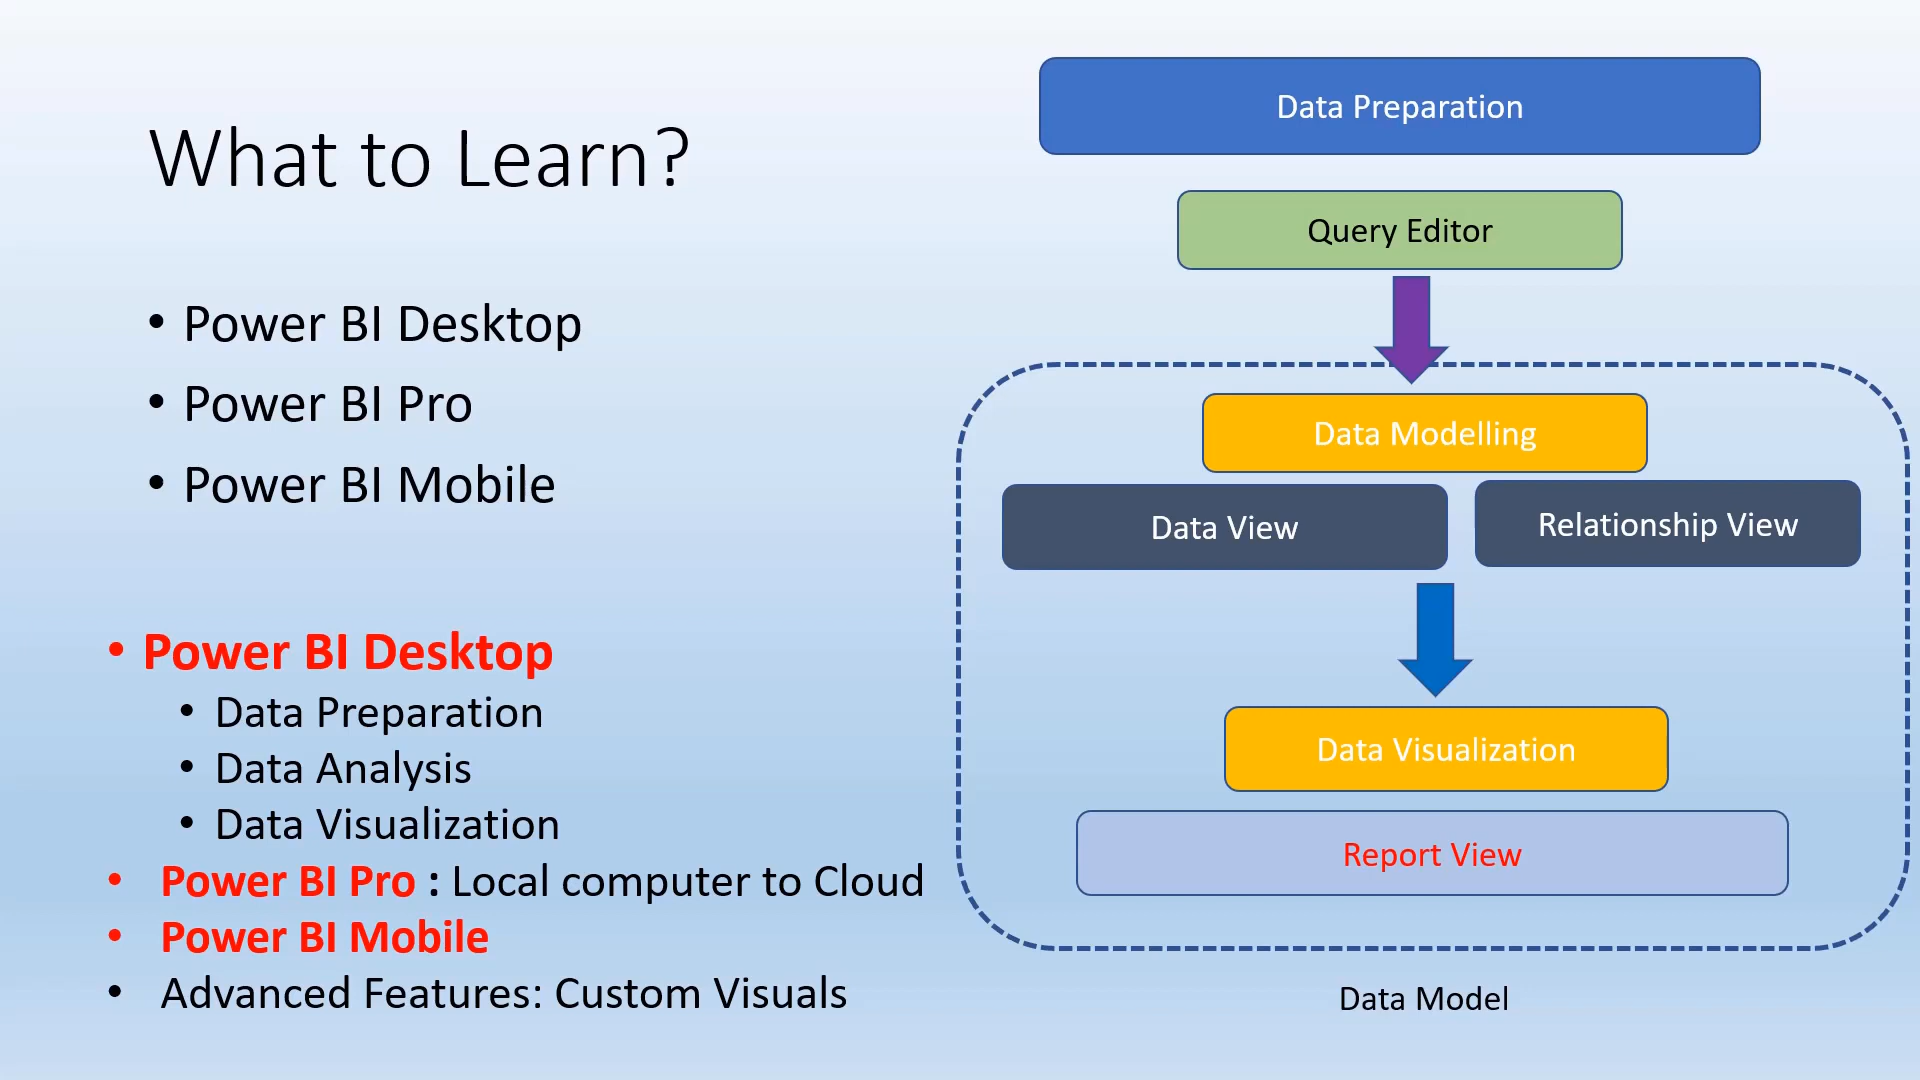 What to Learn?
• Power BI Desktop
• Power BI Pro
• Power BI Mobile
• Power BI Desktop
• Data Preparation
• Data Analysis
• Data Visualization
• Power BI Pro : Local computer to Cloud
• Power BI Mobile
• Advanced Features: Custom Visuals
Data Preparation
Query Editor
Data Modelling
Data View
Relationship View
Data Visualization
Report View
Data Model